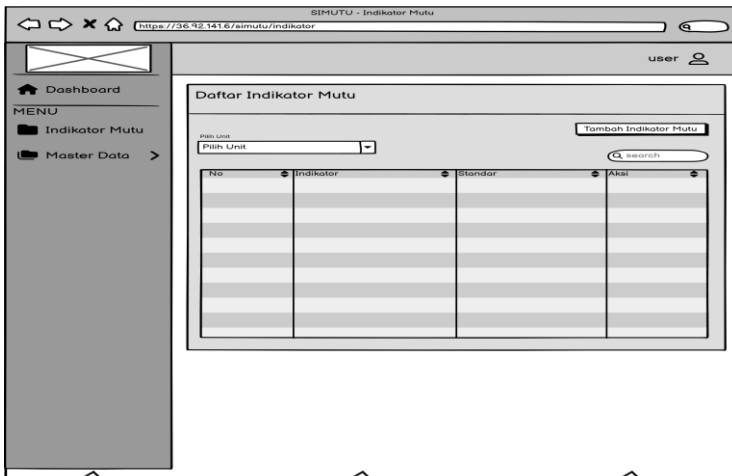 SIMUTU - Indikator Mutu
https://36.92.141.6/simutu/indikator
user
Dashboard
MENU
Indikator Mutu
Master Data >
Daftar Indikator Mutu
Tambah Indikator Mutu
Pilih Unit
Pilih Unit
search
No Indikator Standar Aksi